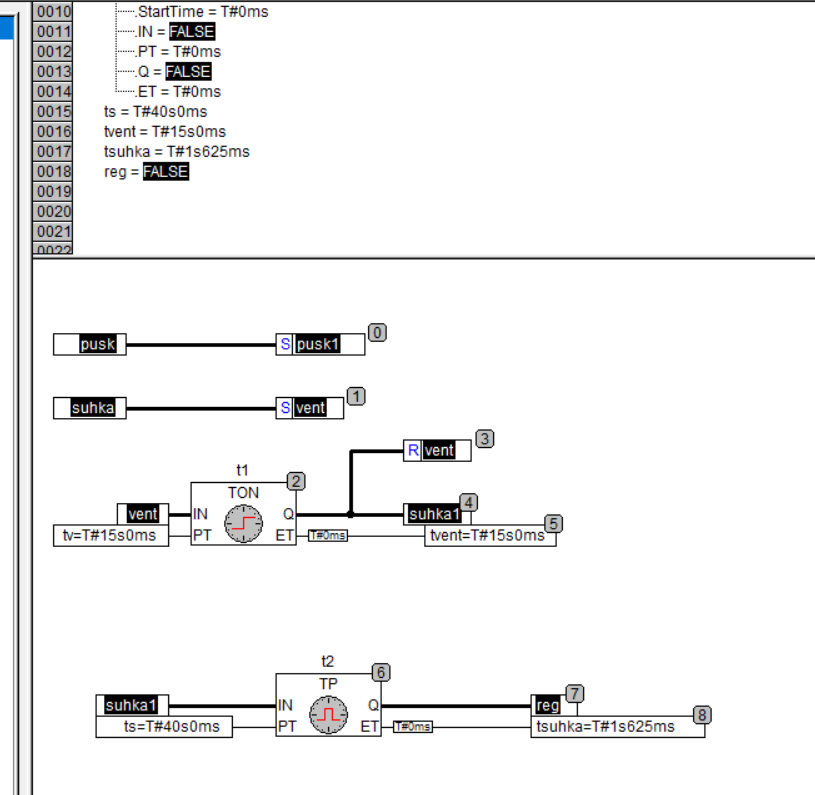 0010 .StartTime = T#0ms
0011 .IN = FALSE
0012 .PT = T#0ms
0013 .Q = FALSE
0014 .ET = T#0ms
0015 ts = T#40s0ms
0016 tvent = T#15s0ms
0017 tsuhka = T#1s625ms
0018 reg = FALSE
0019
0020
0021
0022
pusk S pusk1 0
suhka S vent 1
R vent 3
t1
TON 2
vent IN Q suhka1 4
tv=T#15s0ms PT ET T#0ms tvent=T#15s0ms 5
t2
TP 6
suhka1 IN Q reg 7
ts=T#40s0ms PT ET T#0ms tsuhka=T#1s625ms 8